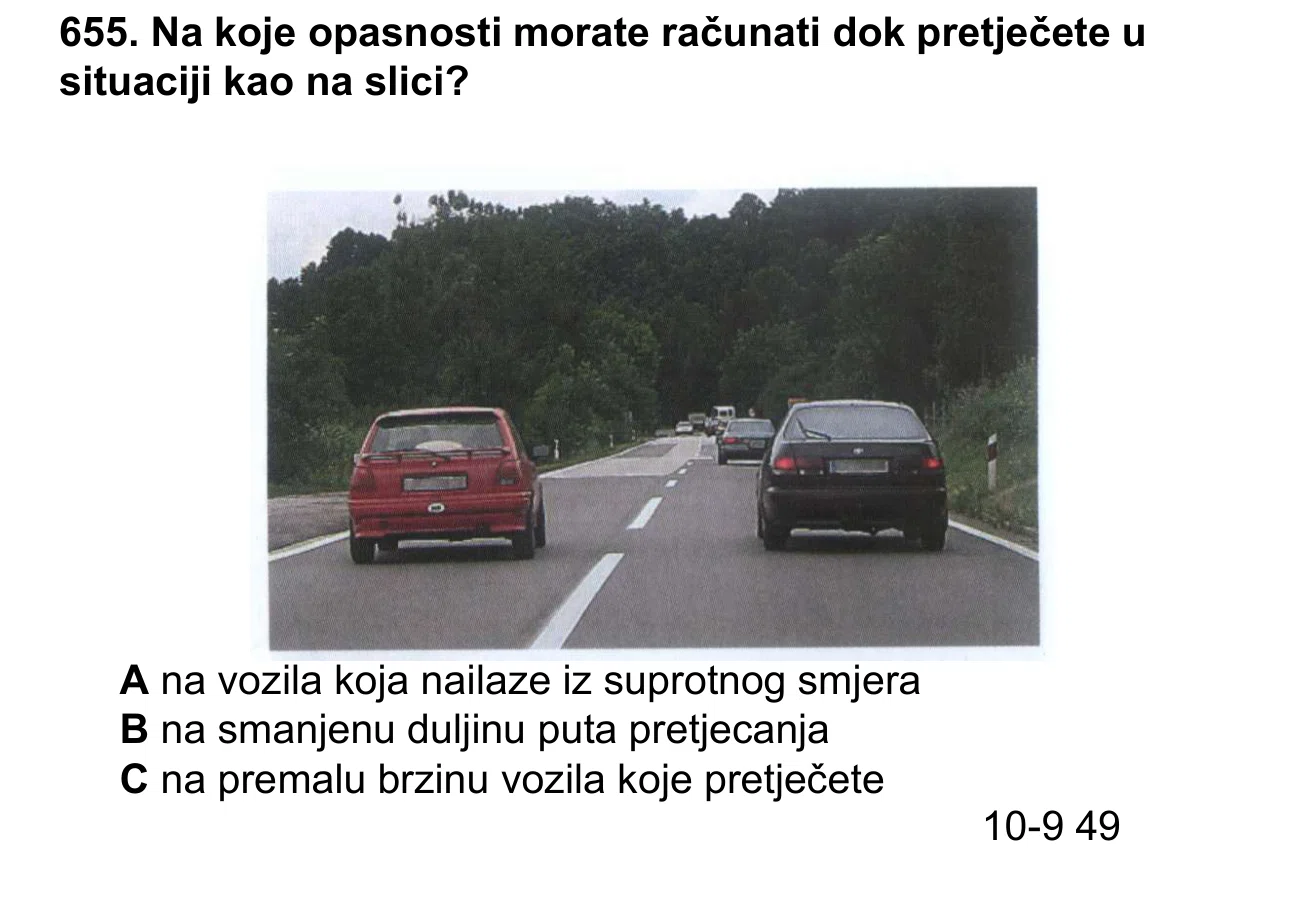 655. Na koje opasnosti morate računati dok pretječete u
situaciji kao na slici?
A na vozila koja nailaze iz suprotnog smjera
B na smanjenu duljinu puta pretjecanja
C na premalu brzinu vozila koje pretječete
10-9 49